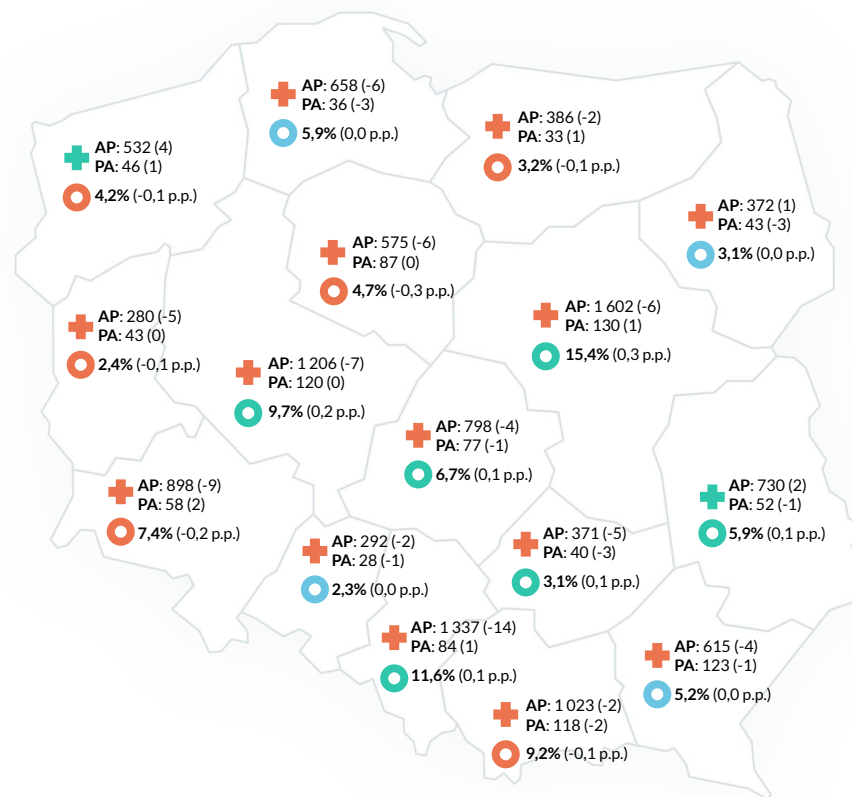 AP: 658 (-6)
PA: 36 (-3)
5,9% (0,0 p.p.)
AP: 386 (-2)
PA: 33 (1)
3,2% (-0,1 p.p.)
AP: 532 (4)
PA: 46 (1)
4,2% (-0,1 p.p.)
AP: 372 (1)
PA: 43 (-3)
3,1% (0,0 p.p.)
AP: 575 (-6)
PA: 87 (0)
4,7% (-0,3 p.p.)
AP: 280 (-5)
PA: 43 (0)
2,4% (-0,1 p.p.)
AP: 1 602 (-6)
PA: 130 (1)
15,4% (0,3 p.p.)
AP: 1 206 (-7)
PA: 120 (0)
9,7% (0,2 p.p.)
AP: 798 (-4)
PA: 77 (-1)
6,7% (0,1 p.p.)
AP: 898 (-9)
PA: 58 (2)
7,4% (-0,2 p.p.)
AP: 730 (2)
PA: 52 (-1)
5,9% (0,1 p.p.)
AP: 292 (-2)
PA: 28 (-1)
2,3% (0,0 p.p.)
AP: 371 (-5)
PA: 40 (-3)
3,1% (0,1 p.p.)
AP: 1 337 (-14)
PA: 84 (1)
11,6% (0,1 p.p.)
AP: 615 (-4)
PA: 123 (-1)
5,2% (0,0 p.p.)
AP: 1 023 (-2)
PA: 118 (-2)
9,2% (-0,1 p.p.)